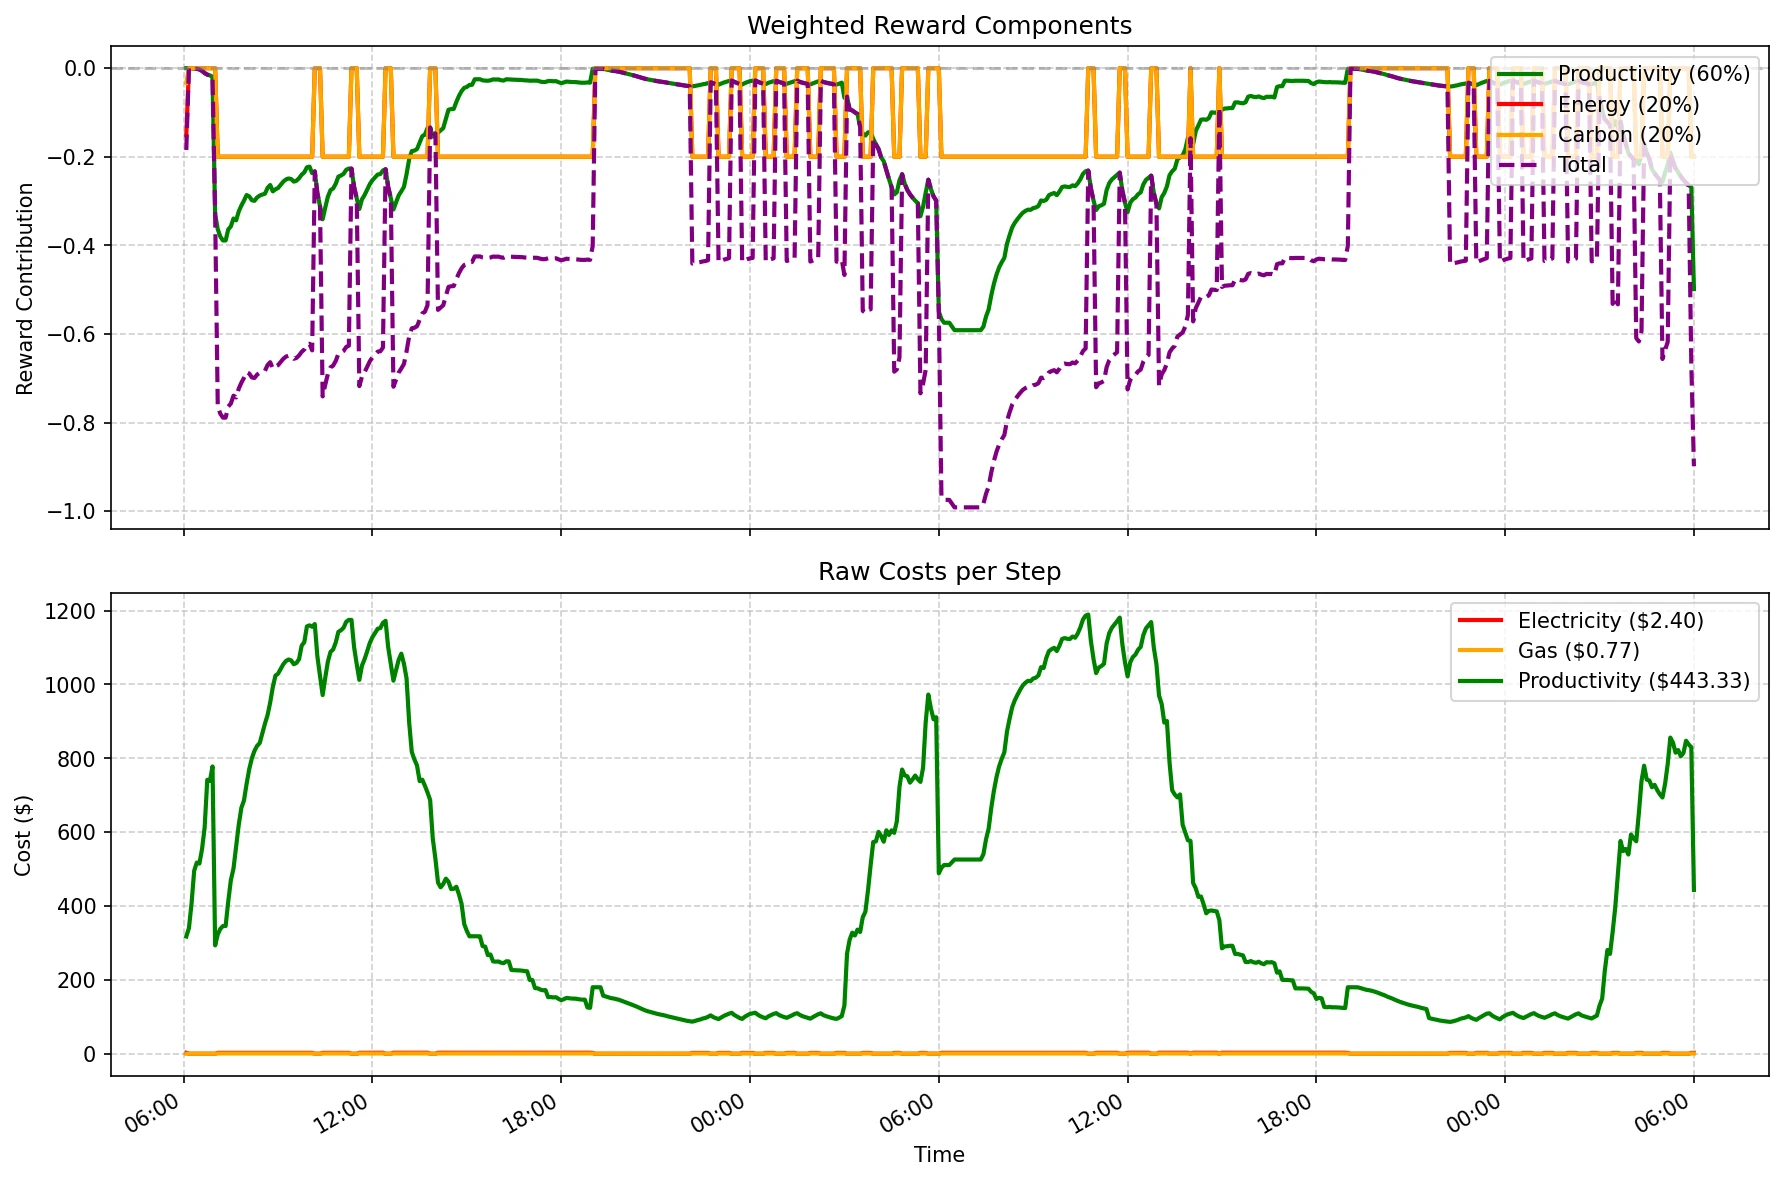 Weighted Reward Components
0.0
−0.2
−0.4
−0.6
−0.8
−1.0
Reward Contribution
Productivity (60%)
Energy (20%)
Carbon (20%)
Total
Raw Costs per Step
1200
1000
800
600
400
200
0
Cost ($)
Electricity ($2.40)
Gas ($0.77)
Productivity ($443.33)
06:00 12:00 18:00 00:00 06:00 12:00 18:00 00:00 06:00
Time